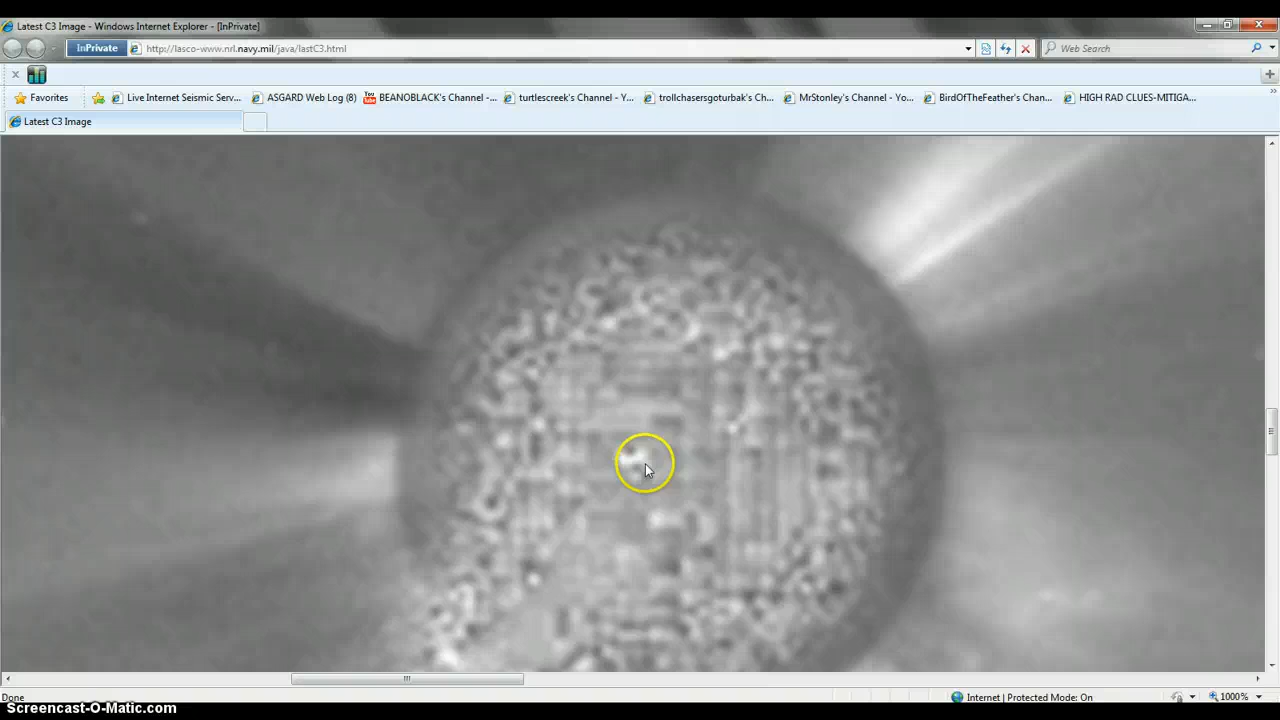 Latest C3 Image - Windows Internet Explorer - [InPrivate]
InPrivate http://lasco-www.nrl.navy.mil/java/lastC3.html Web Search
Favorites Live Internet Seismic Serv... ASGARD Web Log (8) You Tube BEANOBLACK's Channel -... turtlescreek's Channel - Y... trollchasersgoturbak's Ch... MrStonley's Channel - Yo... BirdOfTheFeather's Chan... HIGH RAD CLUES-MITIGA...
Latest C3 Image
Done Internet | Protected Mode: On 1000%
Screencast-O-Matic.com